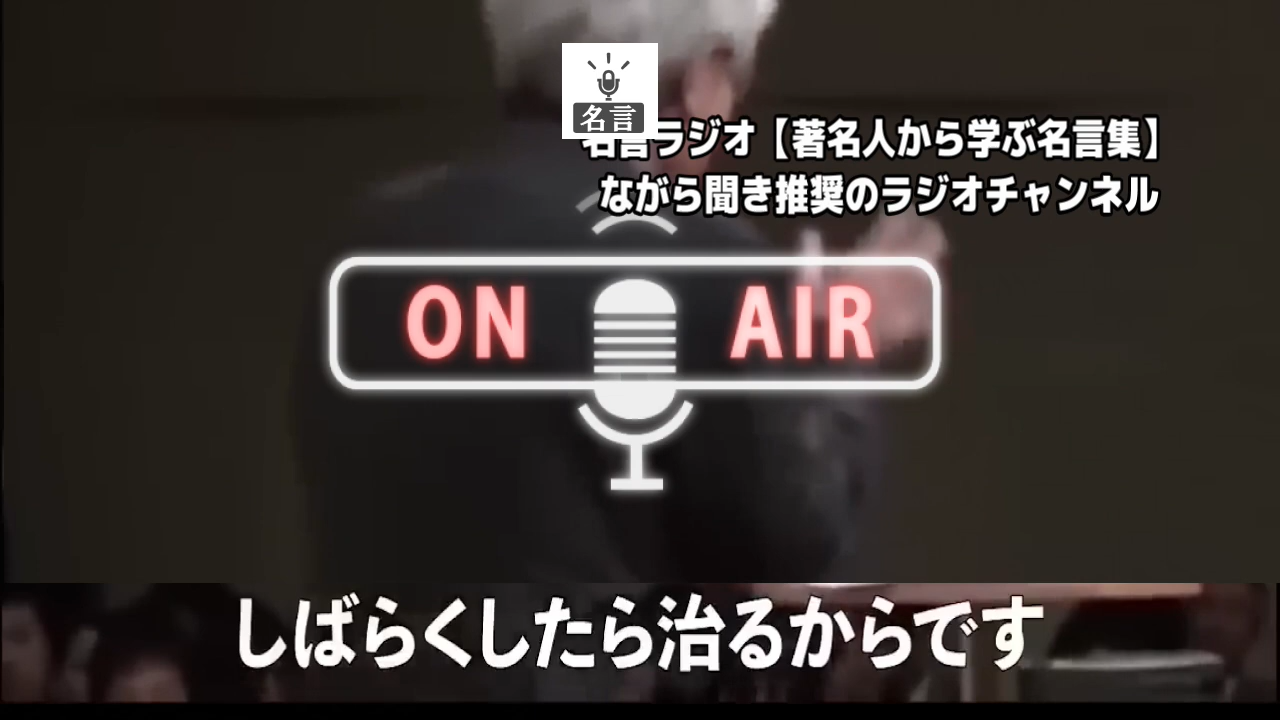 名言
名言ラジオ【著名人から学ぶ名言集】
ながら聞き推奨のラジオチャンネル
ON AIR
しばらくしたら治るからです